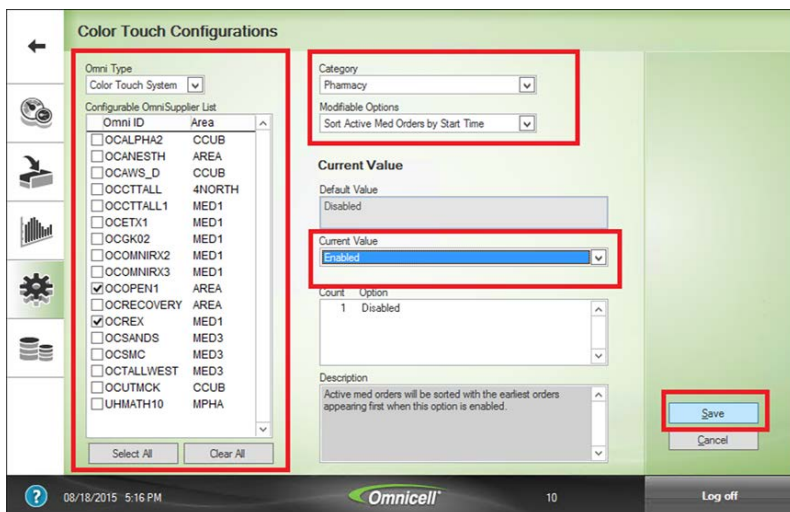 Color Touch Configurations
Omni Type
Color Touch System
Configurable OmniSupplier List
Omni ID Area
OCALPHA2 CCUB
OCANESTH AREA
OCAWS_D CCUB
OCCTTALL 4NORTH
OCCTTALL1 MED1
OCETX1 MED1
OCGK02 MED1
OCOMNIRX2 MED1
OCOMNIRX3 MED1
OCOPEN1 AREA
OCRECOVERY AREA
OCREX MED1
OCSANDS MED3
OCSMC MED3
OCTALLWEST MED3
OCUTMCK CCUB
UHMATH10 MPHA
Select All Clear All
Category
Pharmacy
Modifiable Options
Sort Active Med Orders by Start Time
Current Value
Default Value
Disabled
Current Value
Enabled
Count Option
1 Disabled
Description
Active med orders will be sorted with the earliest orders
appearing first when this option is enabled.
Save
Cancel
? 08/18/2015 5:16 PM Omnicell 10 Log off